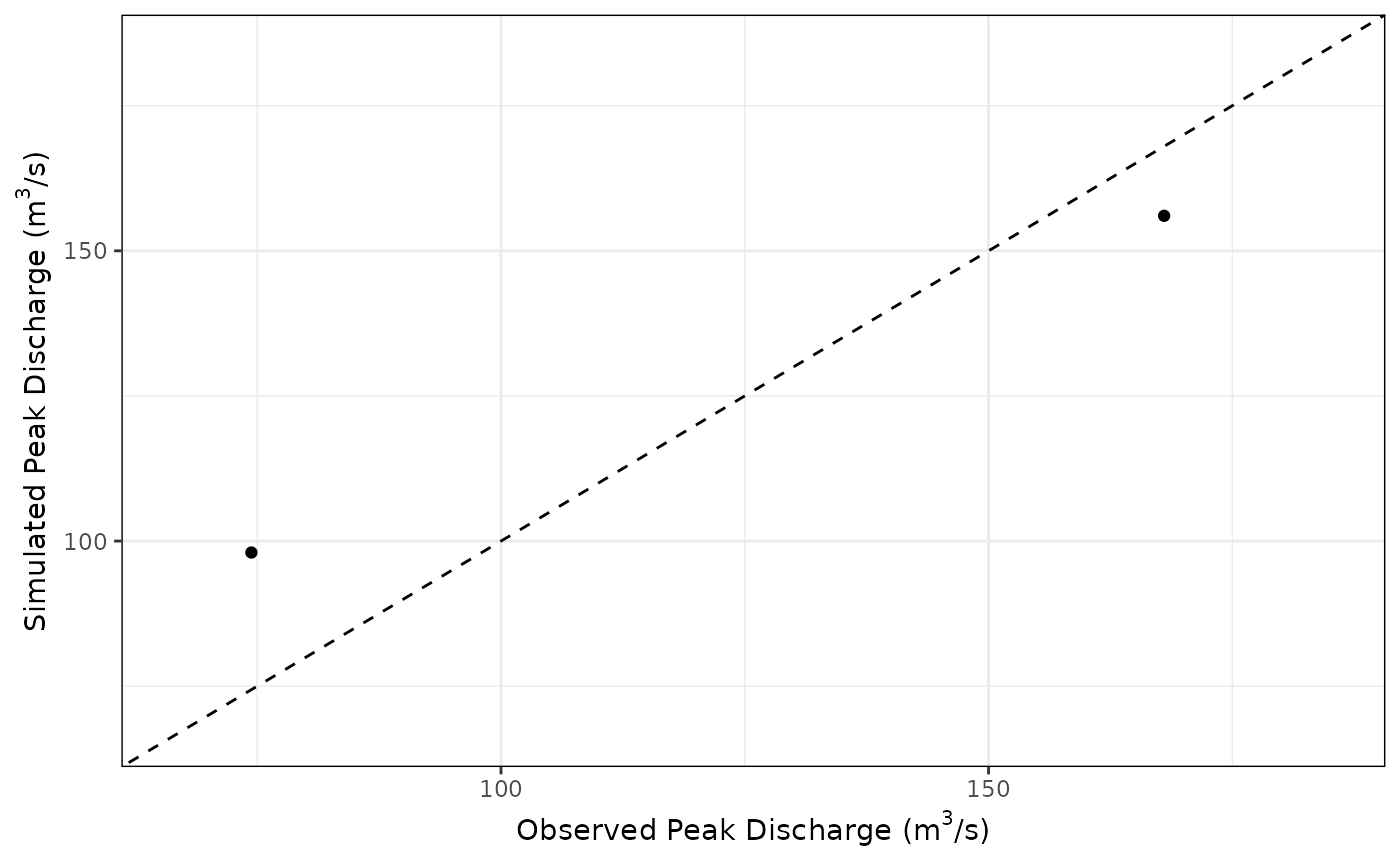 Simulated Peak Discharge (m³/s)
150
100
100 150
Observed Peak Discharge (m³/s)